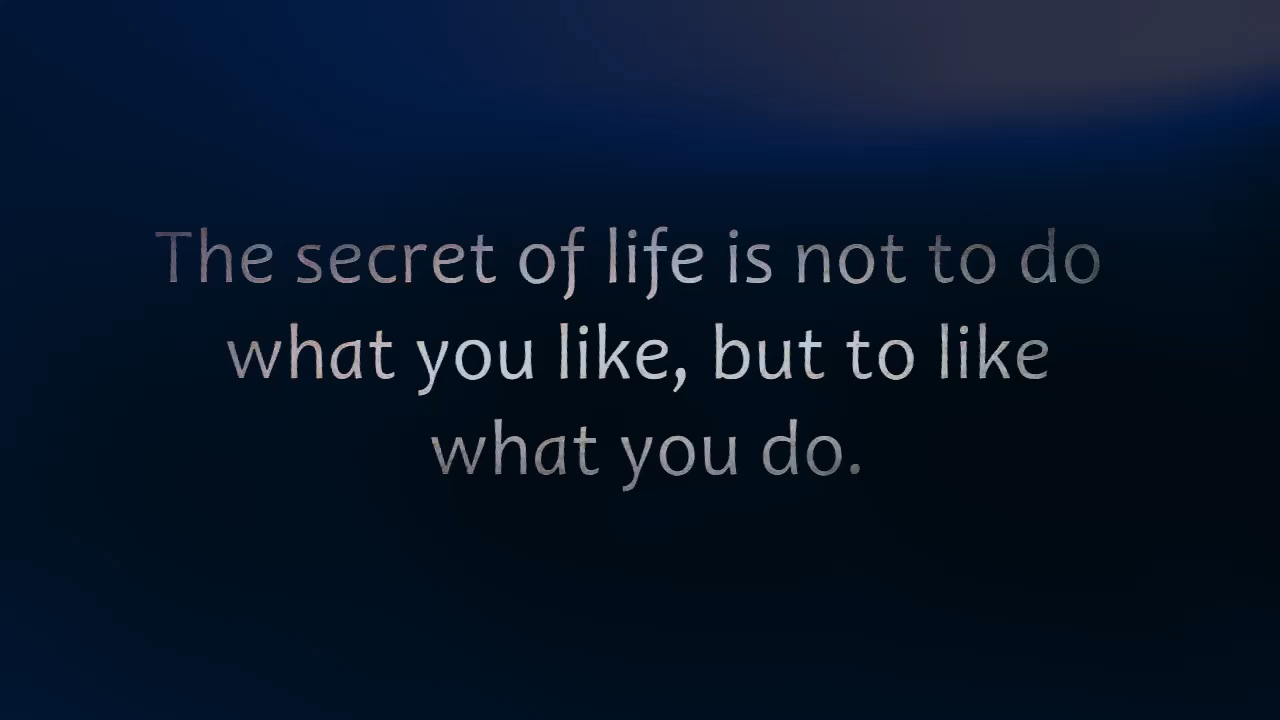 The secret of life is not to do
what you like, but to like
what you do.